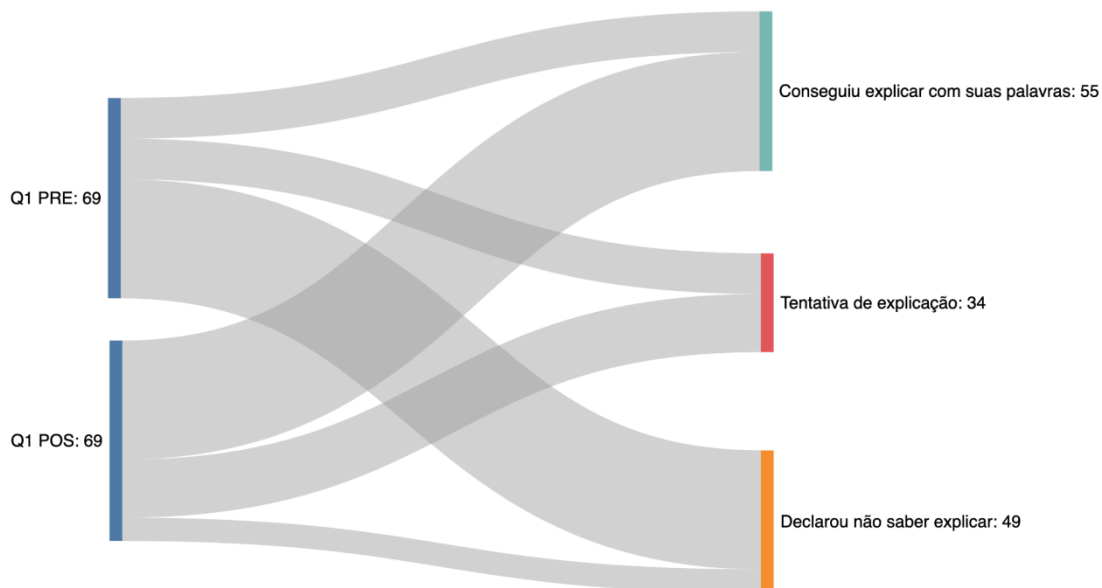 Q1 PRE: 69
Q1 POS: 69
Conseguiu explicar com suas palavras: 55
Tentativa de explicação: 34
Declarou não saber explicar: 49